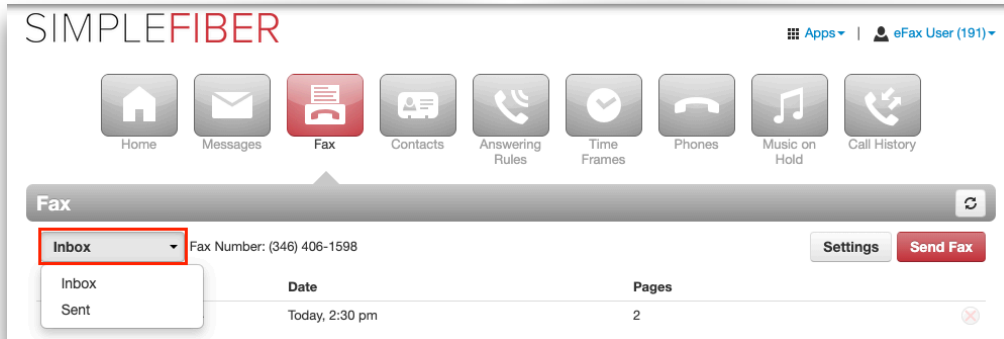 SIMPLEFIBER
Apps | eFax User (191)
Home Messages Fax Contacts Answering Rules Time Frames Phones Music on Hold Call History
Fax
Inbox Fax Number: (346) 406-1598 Settings Send Fax
Inbox
Date Pages
Sent
Today, 2:30 pm 2